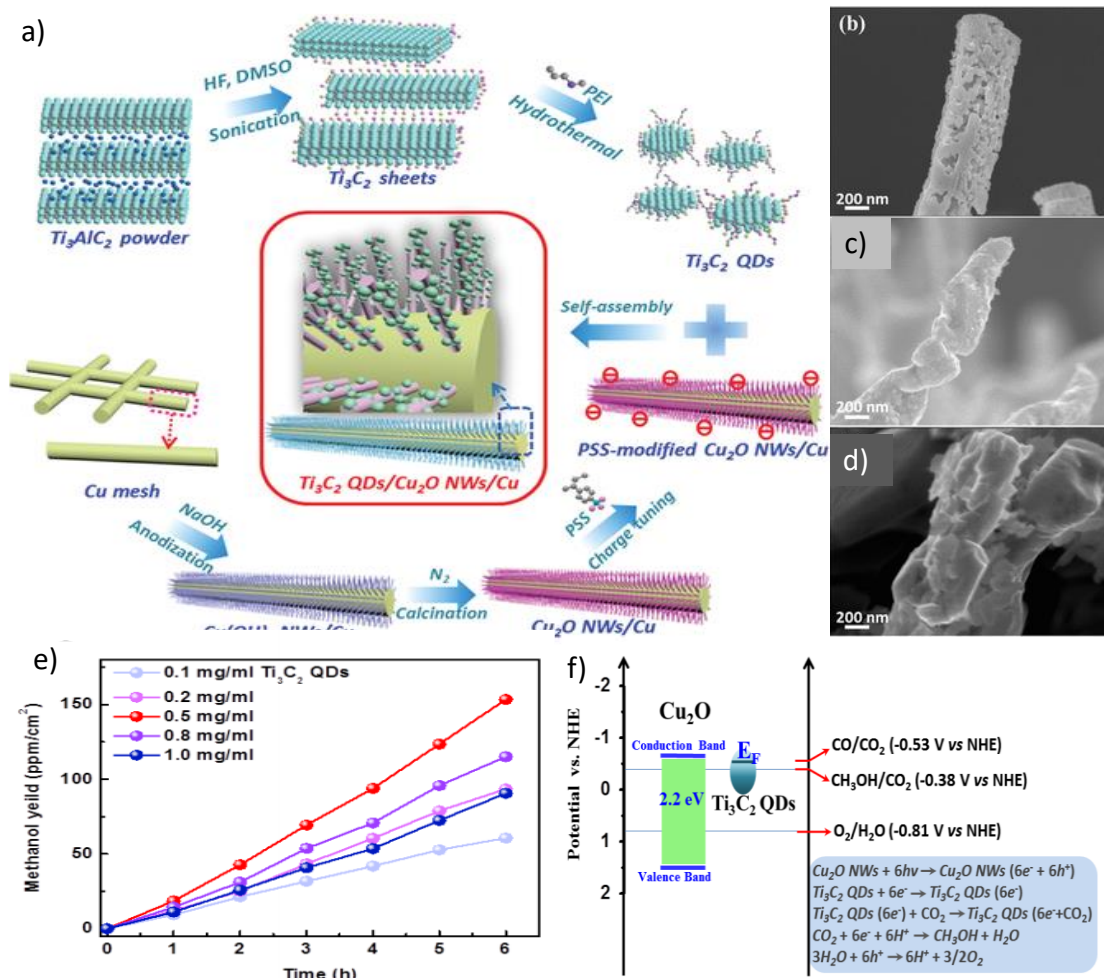 a)
HF, DMSO
Sonication
PEI
Hydrothermal
Ti₃AlC₂ powder
Ti₃C₂ sheets
Ti₃C₂ QDs
Self-assembly
Cu mesh
Ti₃C₂ QDs/Cu₂O NWs/Cu
PSS-modified Cu₂O NWs/Cu
NaOH
Anodization
N₂
Calcination
PSS
Charge tuning
Cu₂O NWs/Cu
(b)
200 nm
c)
200 nm
d)
200 nm
e)
0.1 mg/ml Ti₃C₂ QDs
0.2 mg/ml
0.5 mg/ml
0.8 mg/ml
1.0 mg/ml
Methanol yeild (ppm/cm²)
150
100
50
0
0 1 2 3 4 5 6
Time (h)
f)
Potential vs. NHE
-2
-1
0
1
2
Cu₂O
Conduction Band
2.2 eV
Valence Band
E_F
Ti₃C₂ QDs
CO/CO₂ (-0.53 V vs NHE)
CH₃OH/CO₂ (-0.38 V vs NHE)
O₂/H₂O (-0.81 V vs NHE)
Cu₂O NWs + 6hν → Cu₂O NWs (6e⁻ + 6h⁺)
Ti₃C₂ QDs + 6e⁻ → Ti₃C₂ QDs (6e⁻)
Ti₃C₂ QDs (6e⁻) + CO₂ → Ti₃C₂ QDs (6e⁻+CO₂)
CO₂ + 6e⁻ + 6H⁺ → CH₃OH + H₂O
3H₂O + 6h⁺ → 6H⁺ + 3/2O₂